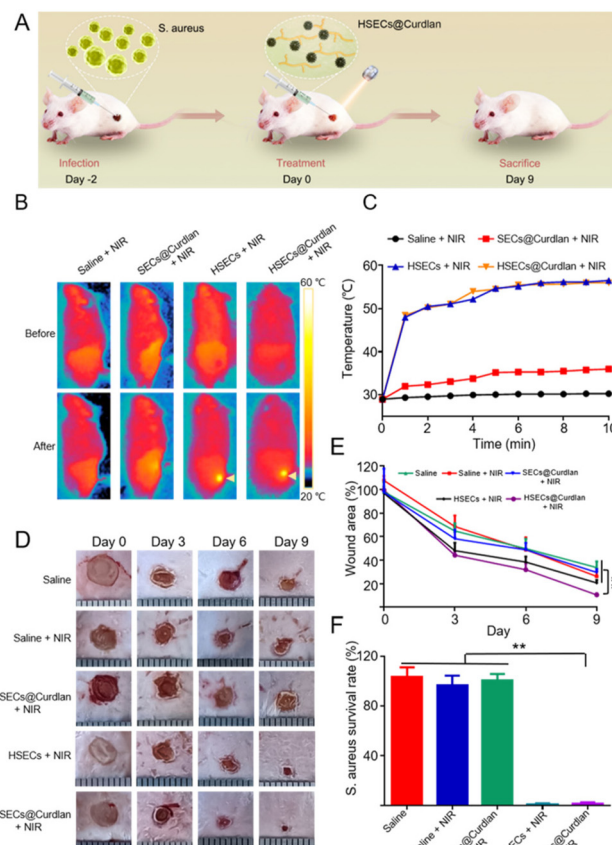 A
S. aureus
HSECs@Curdlan
Infection
Treatment
Sacrifice
Day -2
Day 0
Day 9
B
Saline + NIR
SECs@Curdlan
+ NIR
HSECs + NIR
HSECs@Curdlan
+ NIR
60 °C
Before
After
20 °C
C
Saline + NIR
SECs@Curdlan + NIR
HSECs + NIR
HSECs@Curdlan + NIR
Temperature (℃)
60
50
40
30
0
2
4
6
8
10
Time (min)
D
Day 0
Day 3
Day 6
Day 9
Saline
Saline + NIR
SECs@Curdlan
+ NIR
HSECs + NIR
SECs@Curdlan
+ NIR
E
Saline
Saline + NIR
SECs@Curdlan
+ NIR
HSECs + NIR
HSECs@Curdlan
+ NIR
Wound area (%)
120
100
80
60
40
20
0
3
6
9
Day
F
S. aureus survival rate (%)
120
80
40
0
**
Saline
aline + NIR
@Curdlan
NIR
ECs + NIR
@Curdlan
NIR